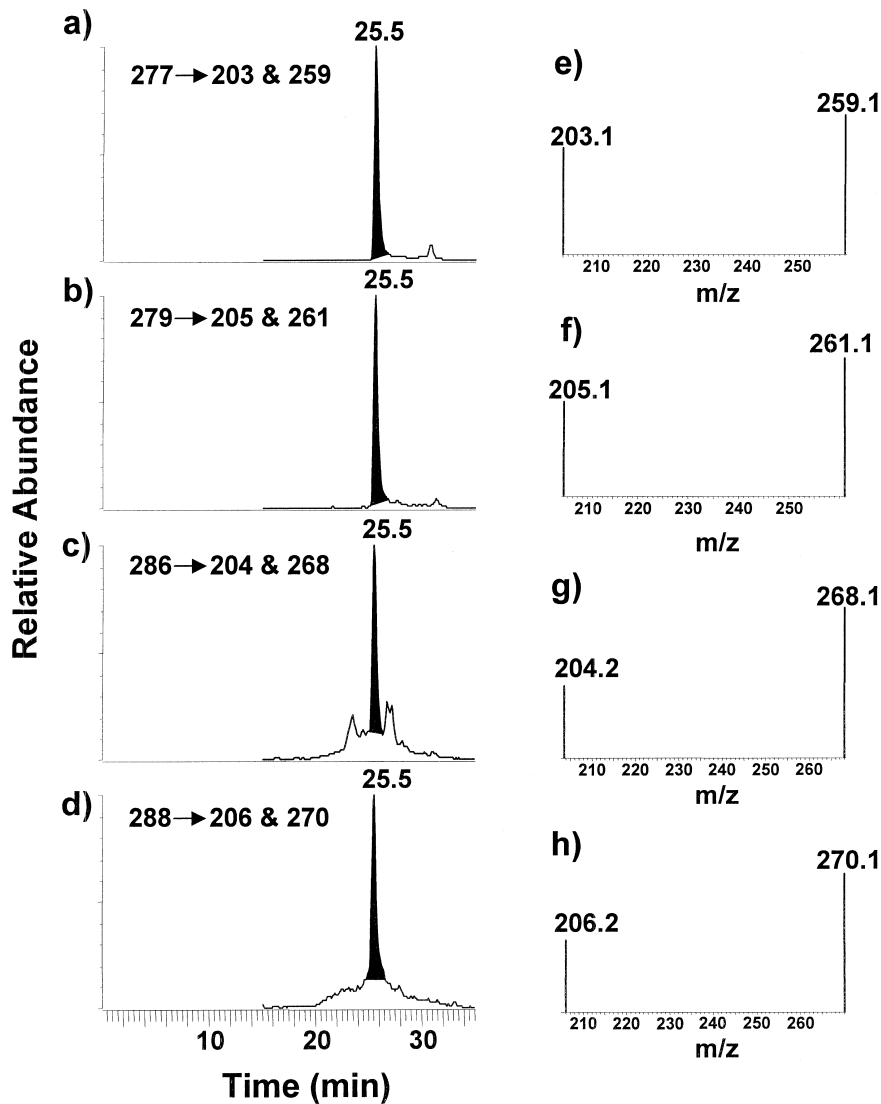 a)
25.5
277→203 & 259
b)
25.5
279→205 & 261
c)
25.5
286→204 & 268
d)
25.5
288→206 & 270
Relative Abundance
10 20 30
Time (min)
e)
203.1
259.1
210 220 230 240 250
m/z
f)
205.1
261.1
210 220 230 240 250
m/z
g)
204.2
268.1
210 220 230 240 250 260
m/z
h)
206.2
270.1
210 220 230 240 250 260
m/z